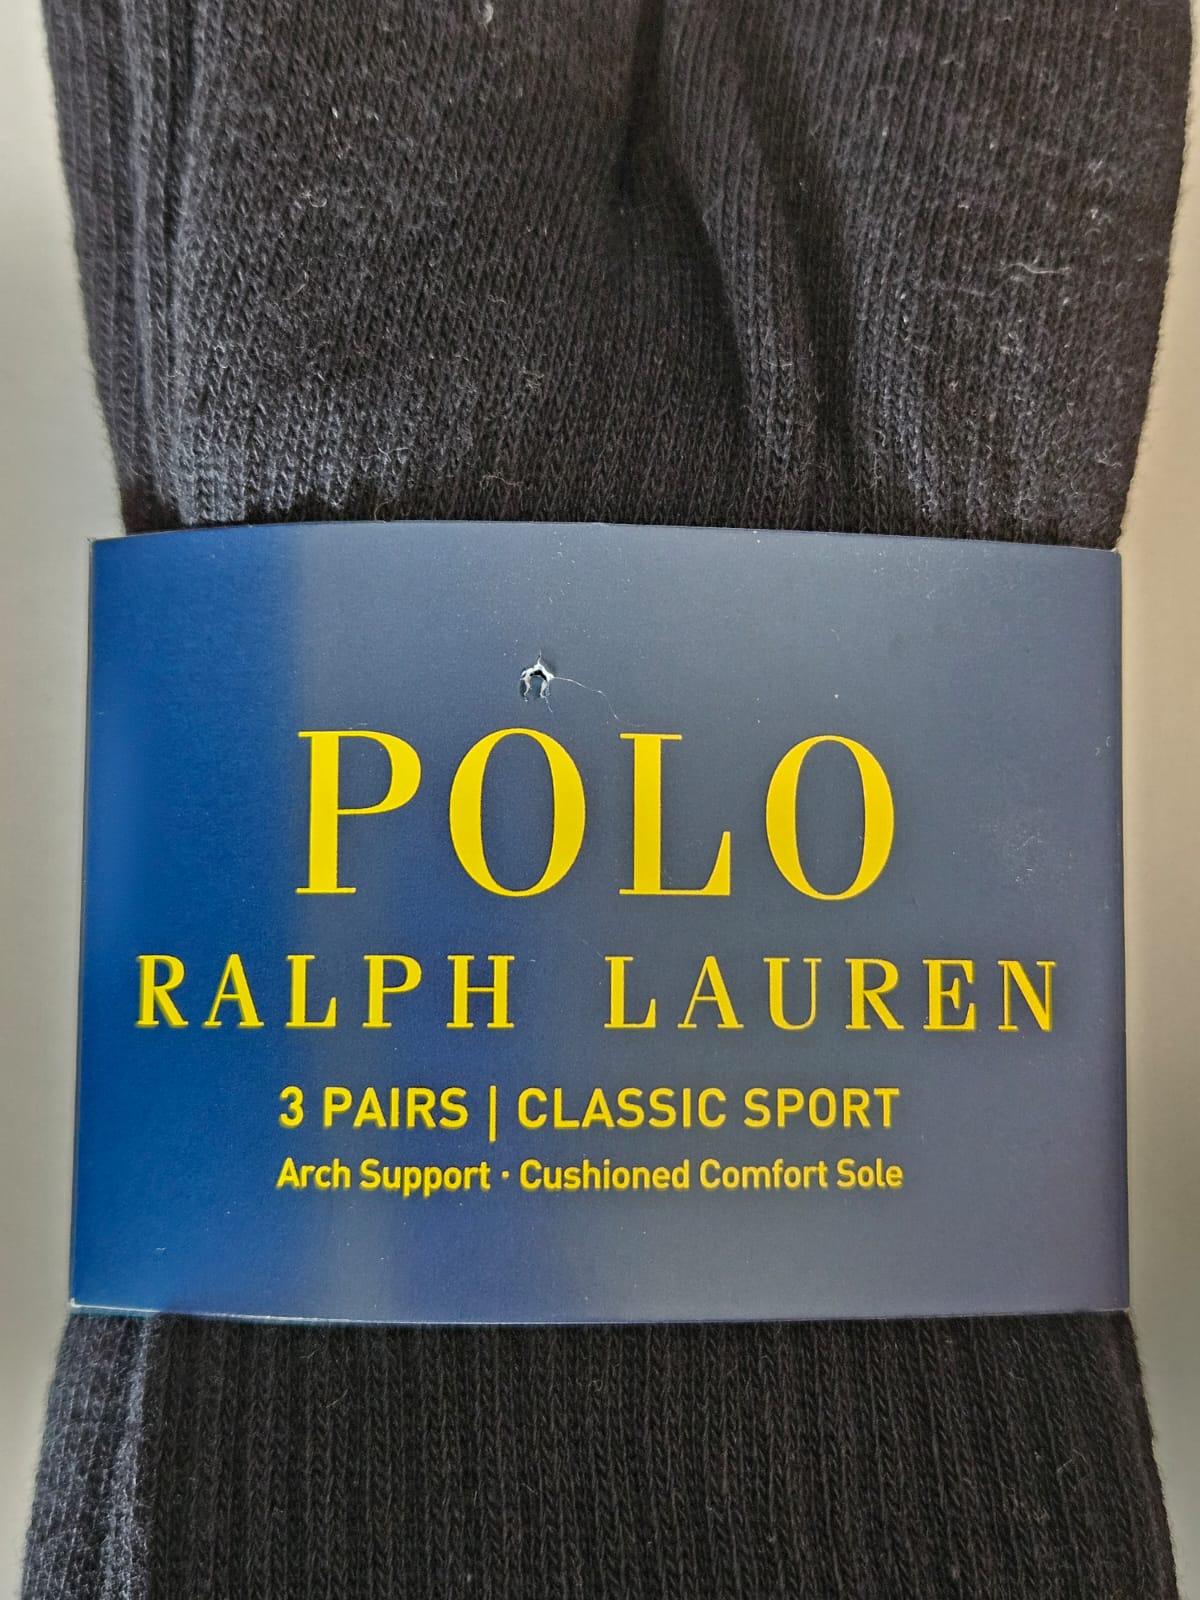 POLO
RALPH LAUREN
3 PAIRS | CLASSIC SPORT
Arch Support · Cushioned Comfort Sole